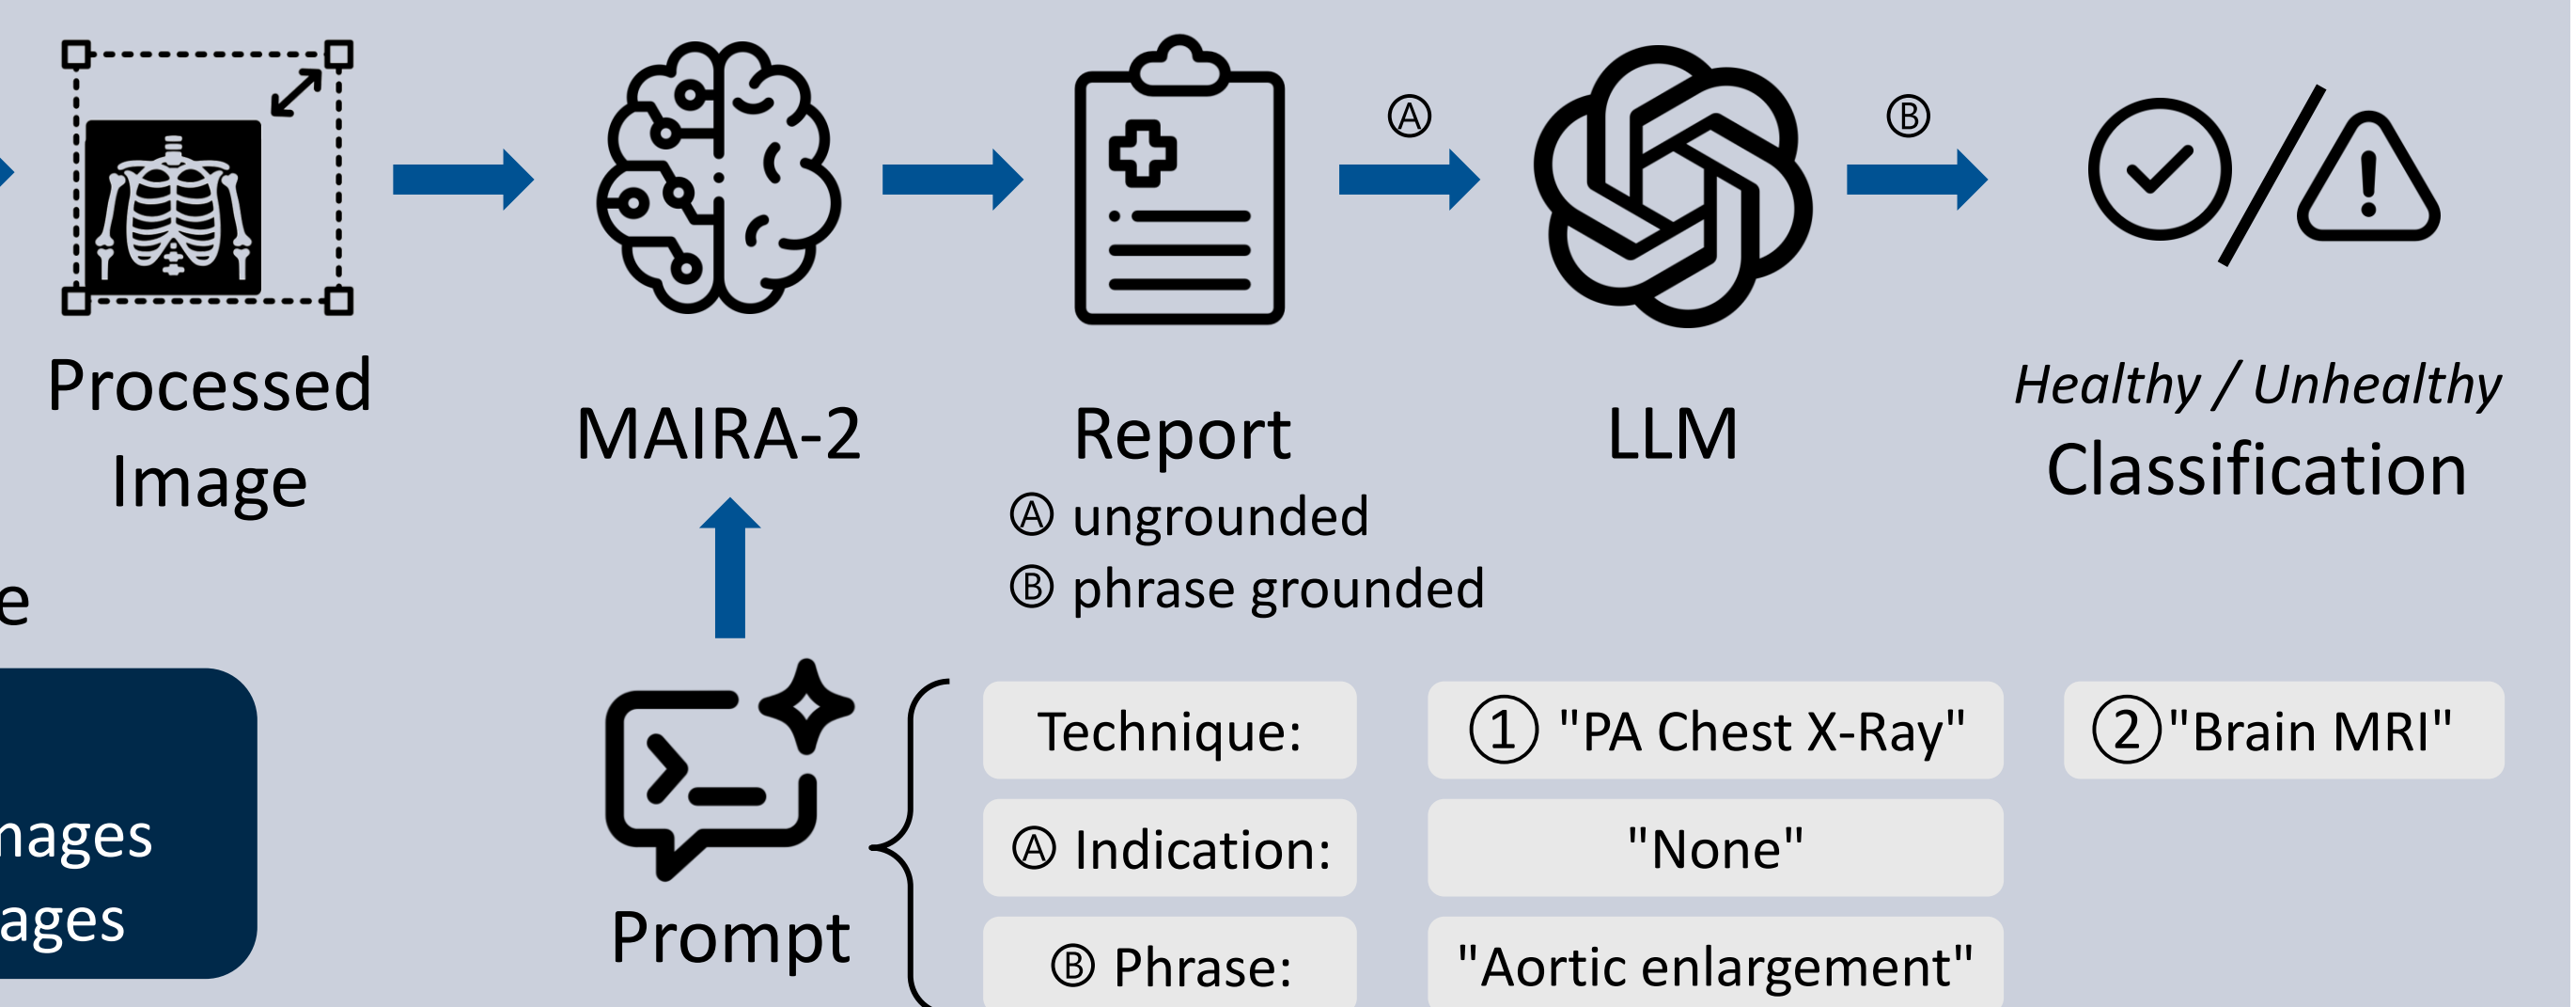 Ⓐ
Ⓑ
Processed
Image
MAIRA-2
Report
Ⓐ ungrounded
Ⓑ phrase grounded
LLM
Healthy / Unhealthy
Classification
Prompt
Technique:
① "PA Chest X-Ray"
② "Brain MRI"
Ⓐ Indication:
"None"
Ⓑ Phrase:
"Aortic enlargement"